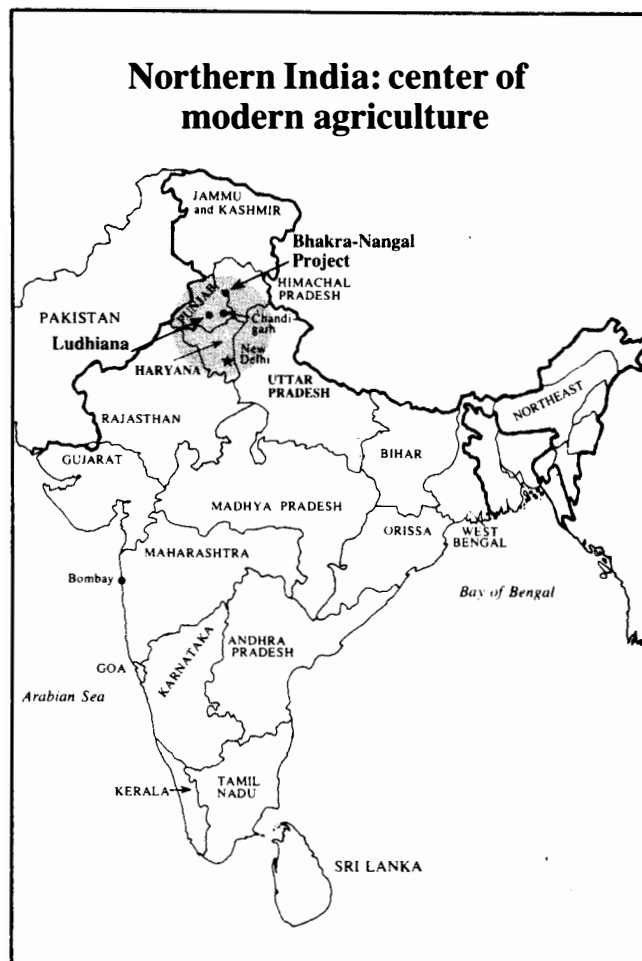 Northern India: center of
modern agriculture
JAMMU
and KASHMIR
Bhakra-Nangal
Project
HIMACHAL
PRADESH
PUNJAB
PAKISTAN
Chandi-
garh
Ludhiana
New
Delhi
HARYANA
UTTAR
PRADESH
NORTHEAST
RAJASTHAN
GUJARAT
BIHAR
MADHYA PRADESH
ORISSA
WEST
BENGAL
MAHARASHTRA
Bombay
Bay of Bengal
KARNATAKA
ANDHRA
PRADESH
GOA
Arabian Sea
KERALA
TAMIL
NADU
SRI LANKA